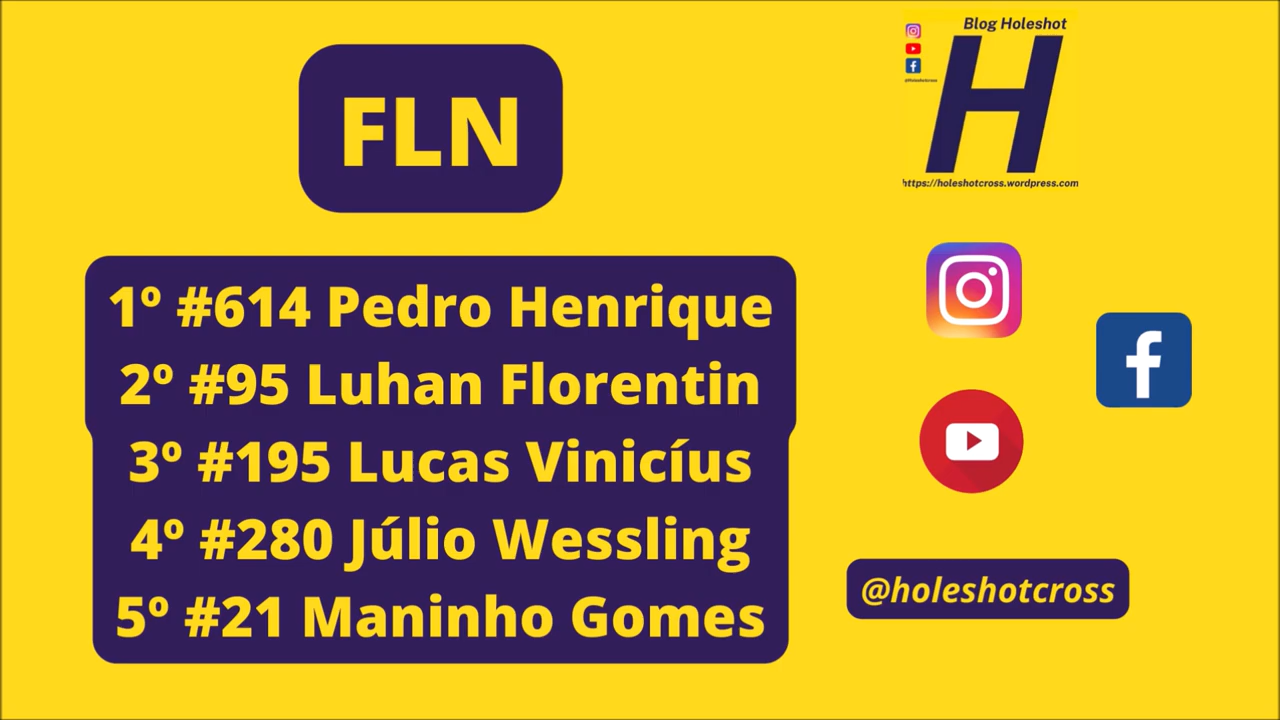 FLN
1º #614 Pedro Henrique
2º #95 Luhan Florentin
3º #195 Lucas Vinicíus
4º #280 Júlio Wessling
5º #21 Maninho Gomes
Blog Holeshot
@Holeshotcross
H
https://holeshotcross.wordpress.com
@holeshotcross